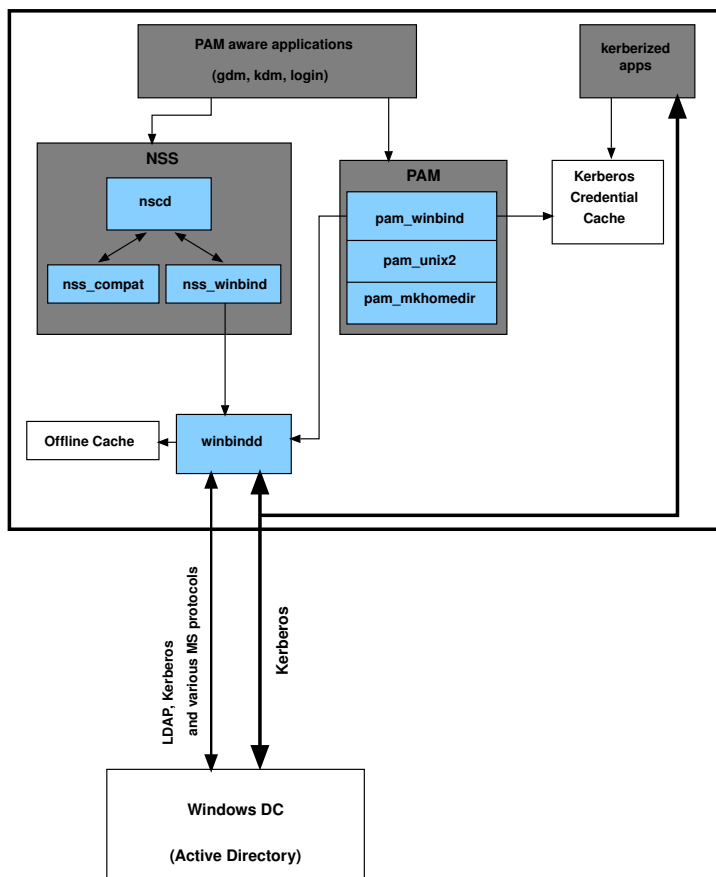 PAM aware applications
(gdm, kdm, login)
kerberized
apps
NSS
nscd
nss_compat
nss_winbind
PAM
pam_winbind
pam_unix2
pam_mkhomedir
Kerberos
Credential
Cache
Offline Cache
winbindd
LDAP, Kerberos
and various MS protocols
Kerberos
Windows DC
(Active Directory)